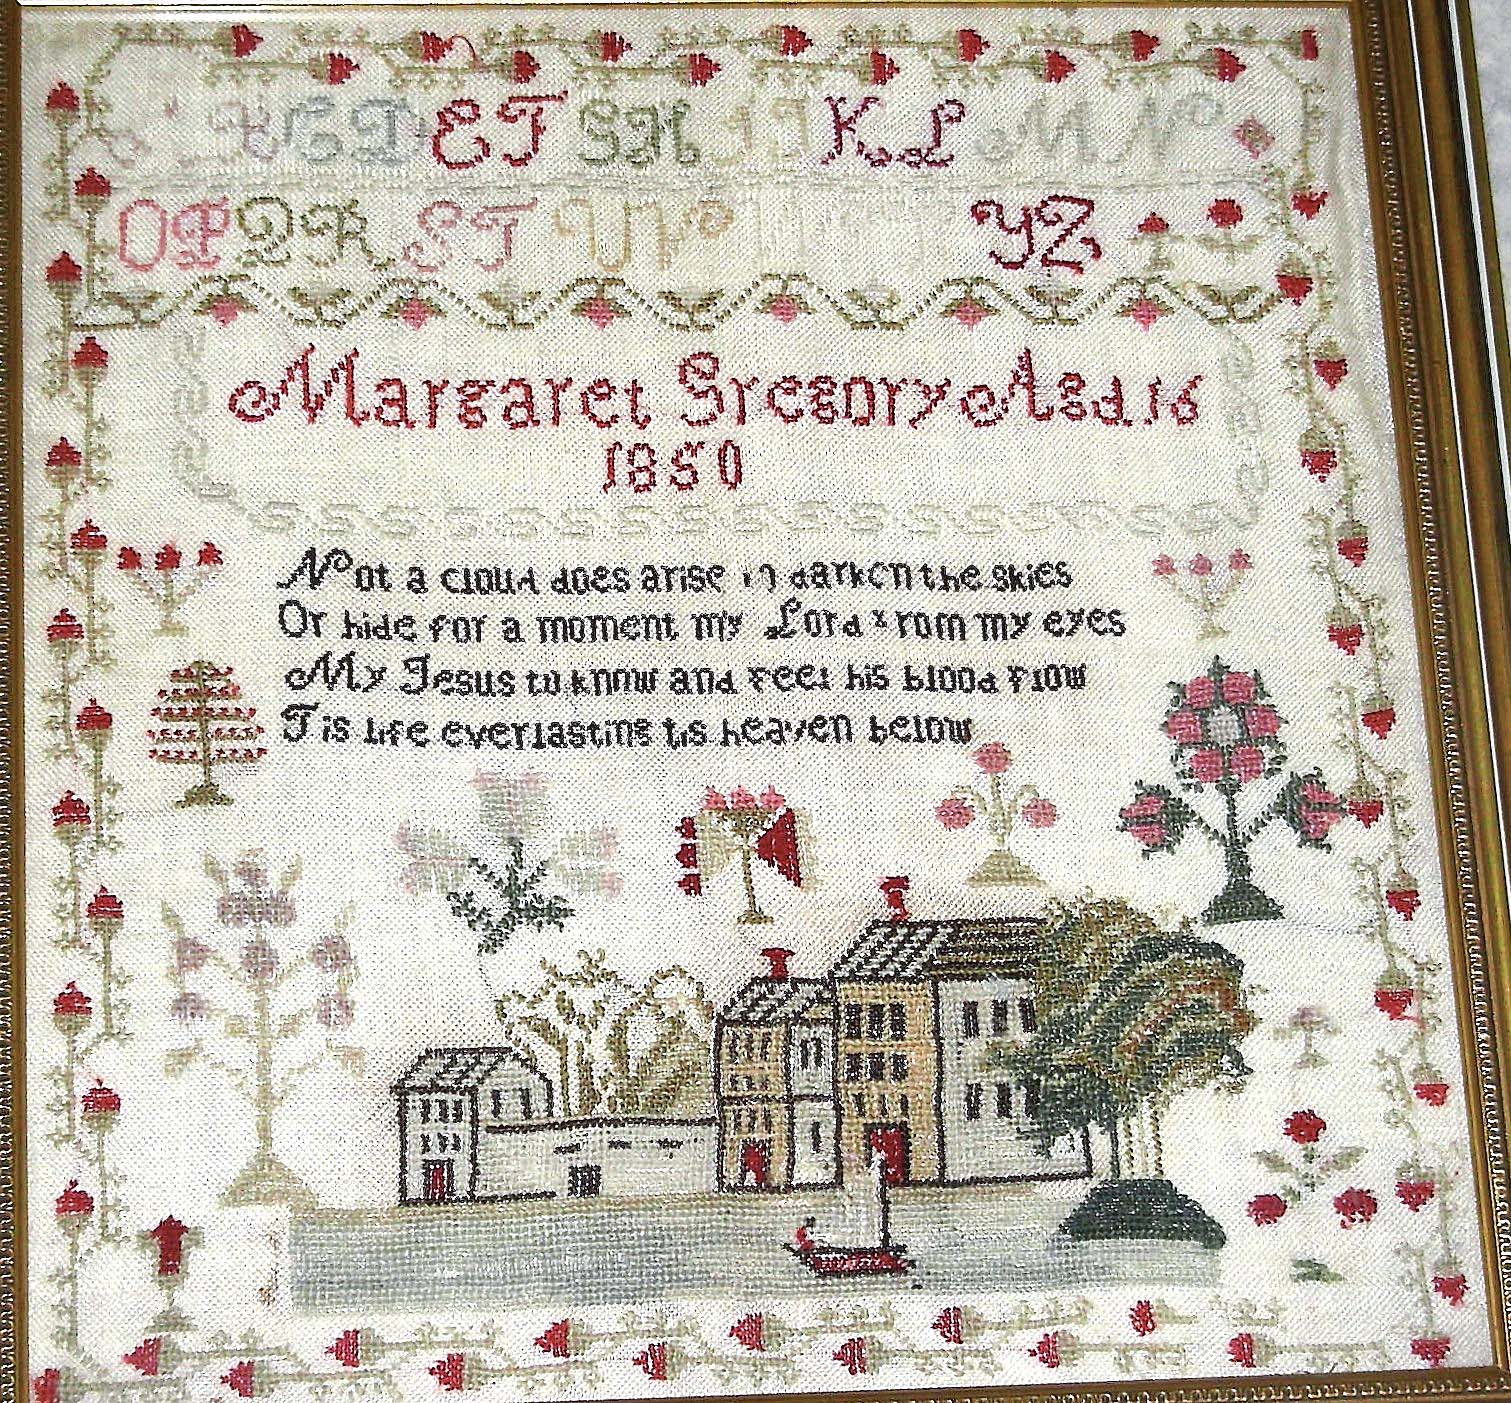 C D E F G H I J K L M N
O P Q R S T U V Y Z
Margaret Gregory Agd. 16
1850
Not a cloud does arise to darken the skies
Or hide for a moment my Lord from my eyes
My Jesus to know and feel his blood flow
Tis life everlasting tis heaven below